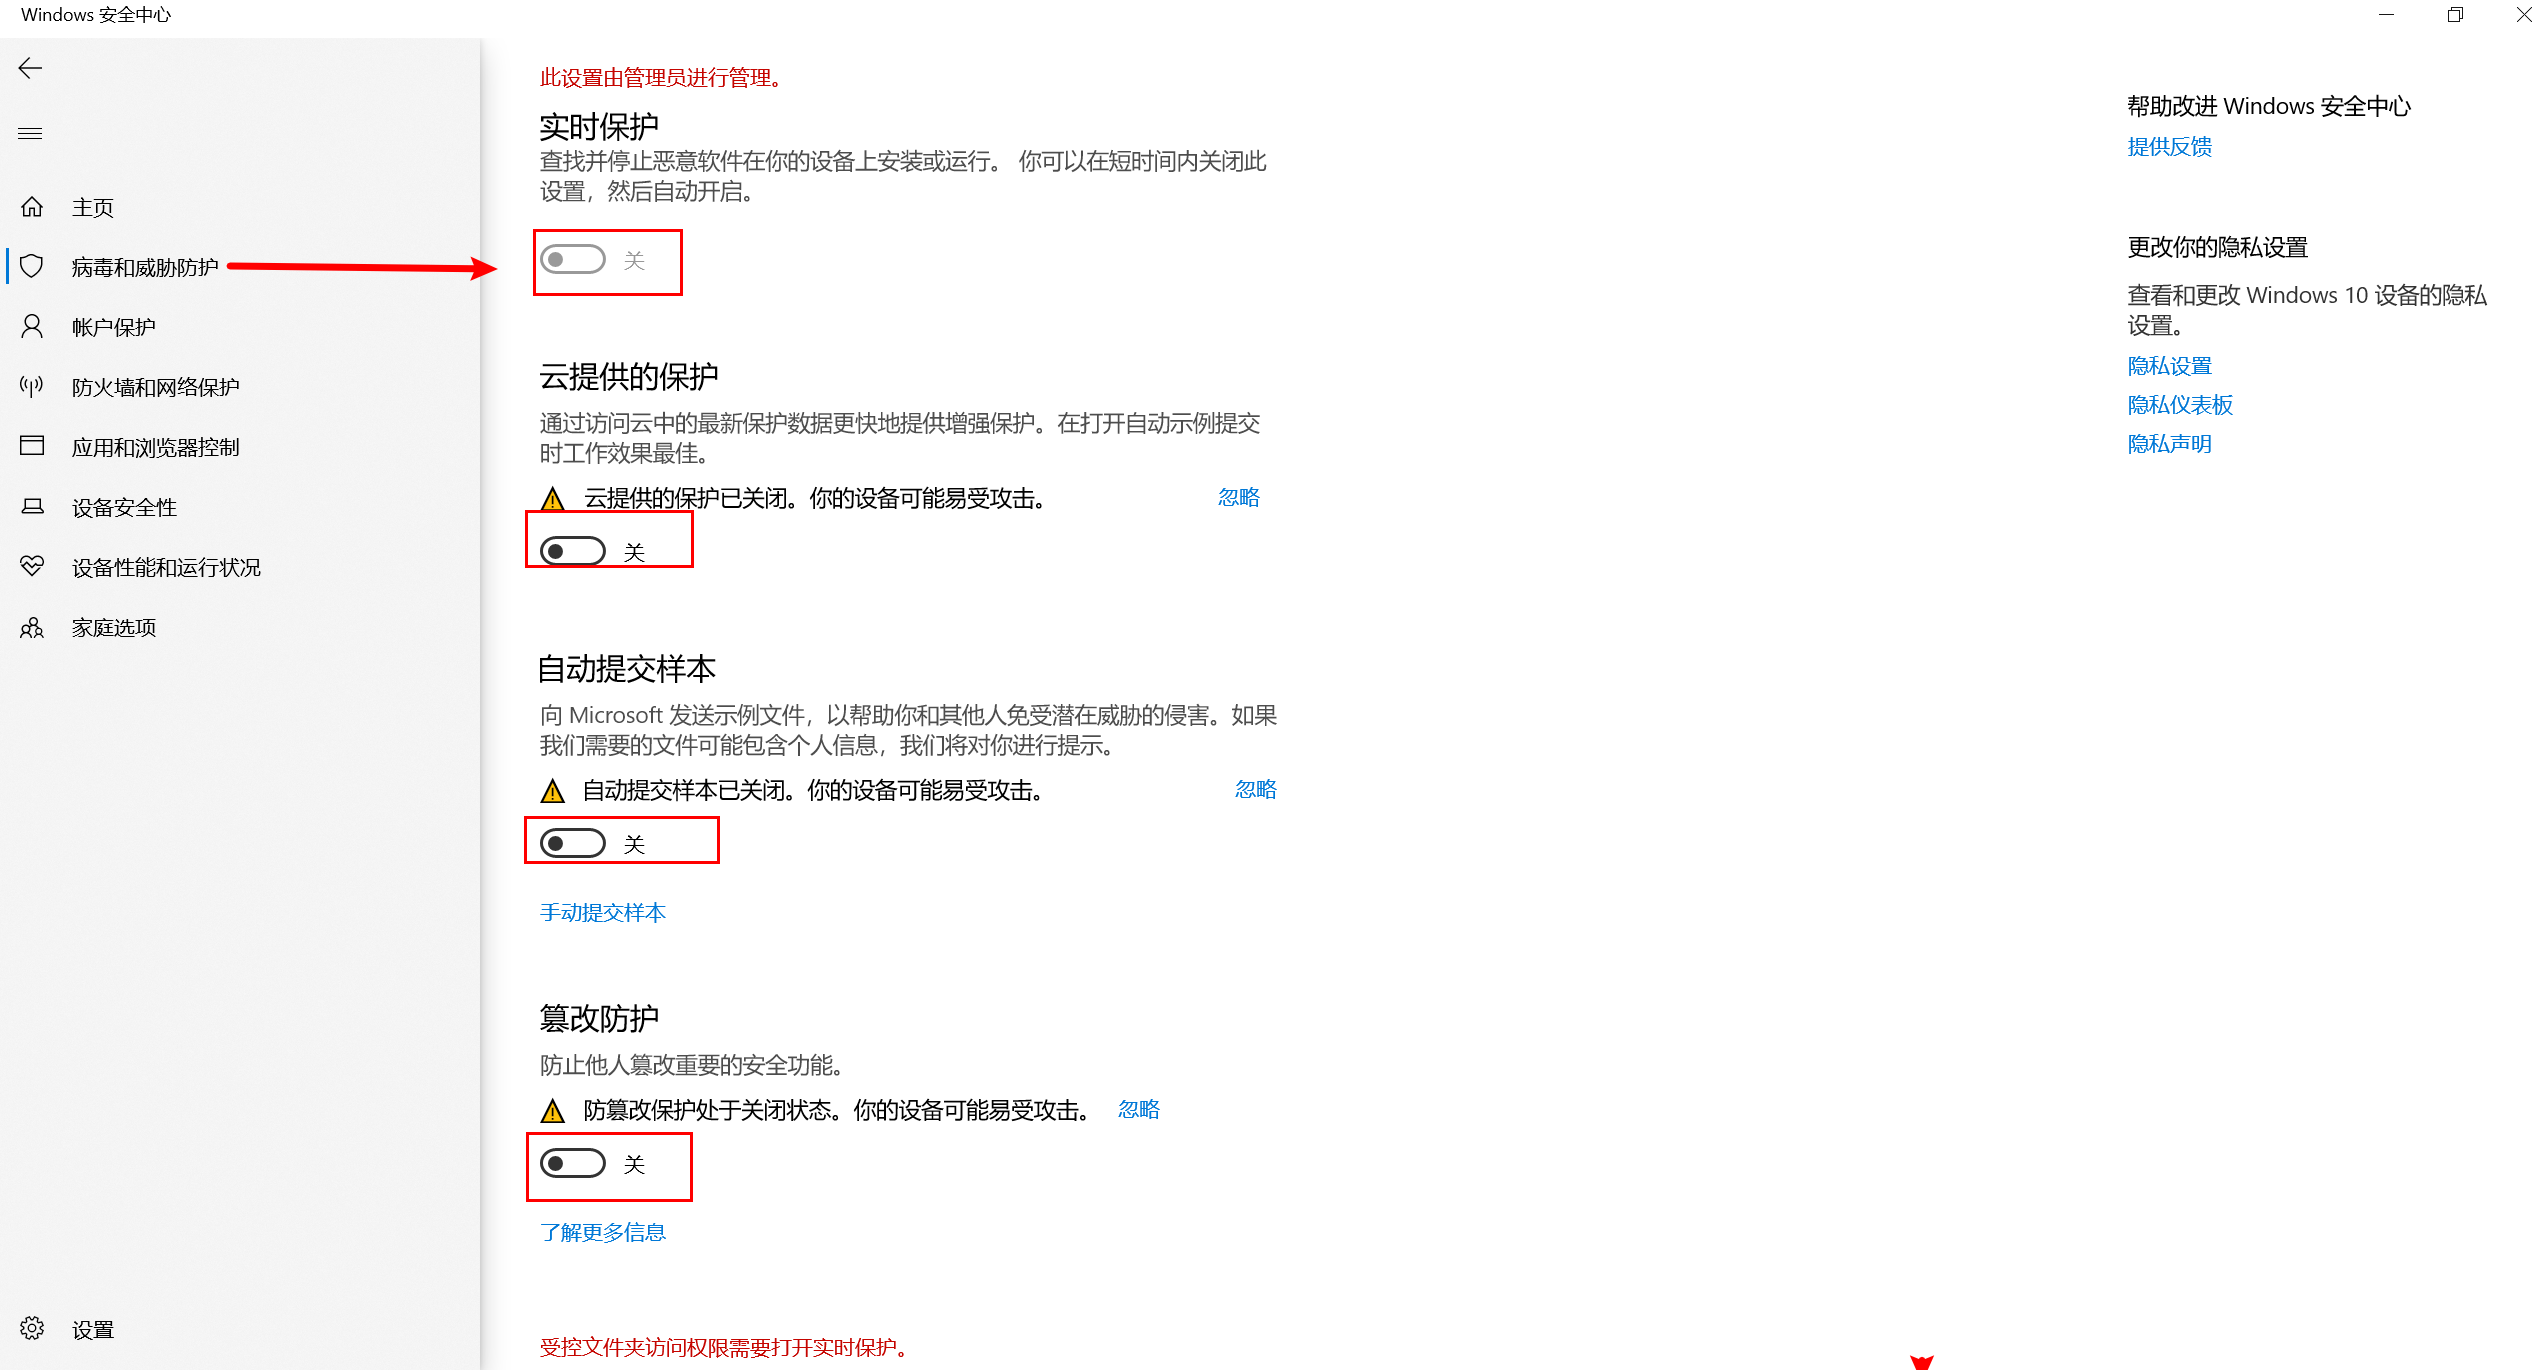 Windows 安全中心
主页
病毒和威胁防护
帐户保护
防火墙和网络保护
应用和浏览器控制
设备安全性
设备性能和运行状况
家庭选项
设置
此设置由管理员进行管理。
实时保护
查找并停止恶意软件在你的设备上安装或运行。 你可以在短时间内关闭此
设置，然后自动开启。
关
云提供的保护
通过访问云中的最新保护数据更快地提供增强保护。在打开自动示例提交
时工作效果最佳。
云提供的保护已关闭。你的设备可能易受攻击。 忽略
关
自动提交样本
向 Microsoft 发送示例文件，以帮助你和其他人免受潜在威胁的侵害。如果
我们需要的文件可能包含个人信息，我们将对你进行提示。
自动提交样本已关闭。你的设备可能易受攻击。 忽略
关
手动提交样本
篡改防护
防止他人篡改重要的安全功能。
防篡改保护处于关闭状态。你的设备可能易受攻击。 忽略
关
了解更多信息
受控文件夹访问权限需要打开实时保护。
帮助改进 Windows 安全中心
提供反馈
更改你的隐私设置
查看和更改 Windows 10 设备的隐私
设置。
隐私设置
隐私仪表板
隐私声明